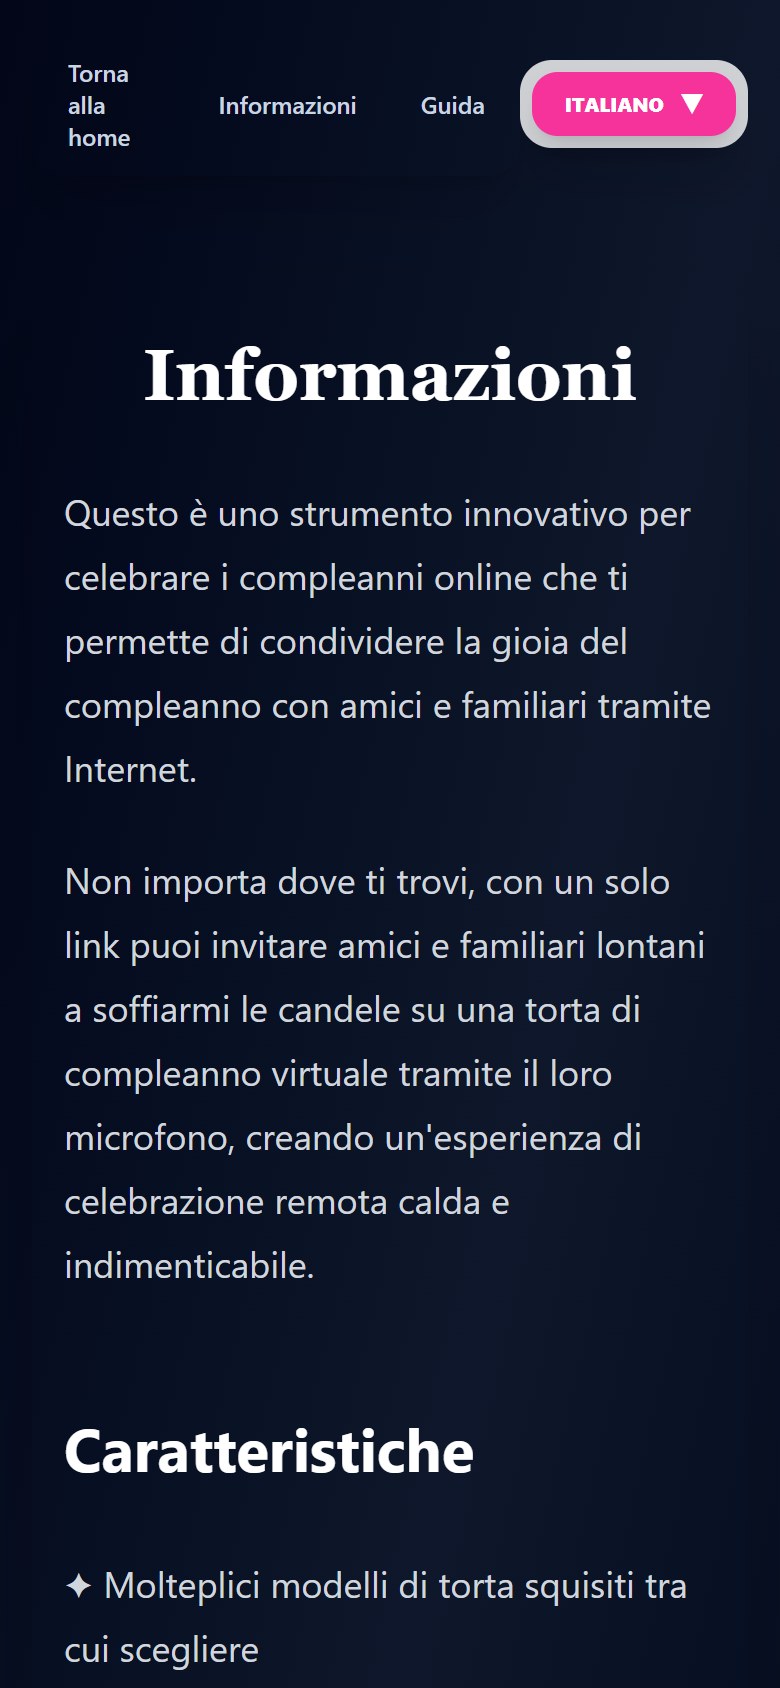 Torna
alla
home
Informazioni
Guida
ITALIANO ▼
Informazioni
Questo è uno strumento innovativo per
celebrare i compleanni online che ti
permette di condividere la gioia del
compleanno con amici e familiari tramite
Internet.
Non importa dove ti trovi, con un solo
link puoi invitare amici e familiari lontani
a soffiarmi le candele su una torta di
compleanno virtuale tramite il loro
microfono, creando un'esperienza di
celebrazione remota calda e
indimenticabile.
Caratteristiche
✦ Molteplici modelli di torta squisiti tra
cui scegliere